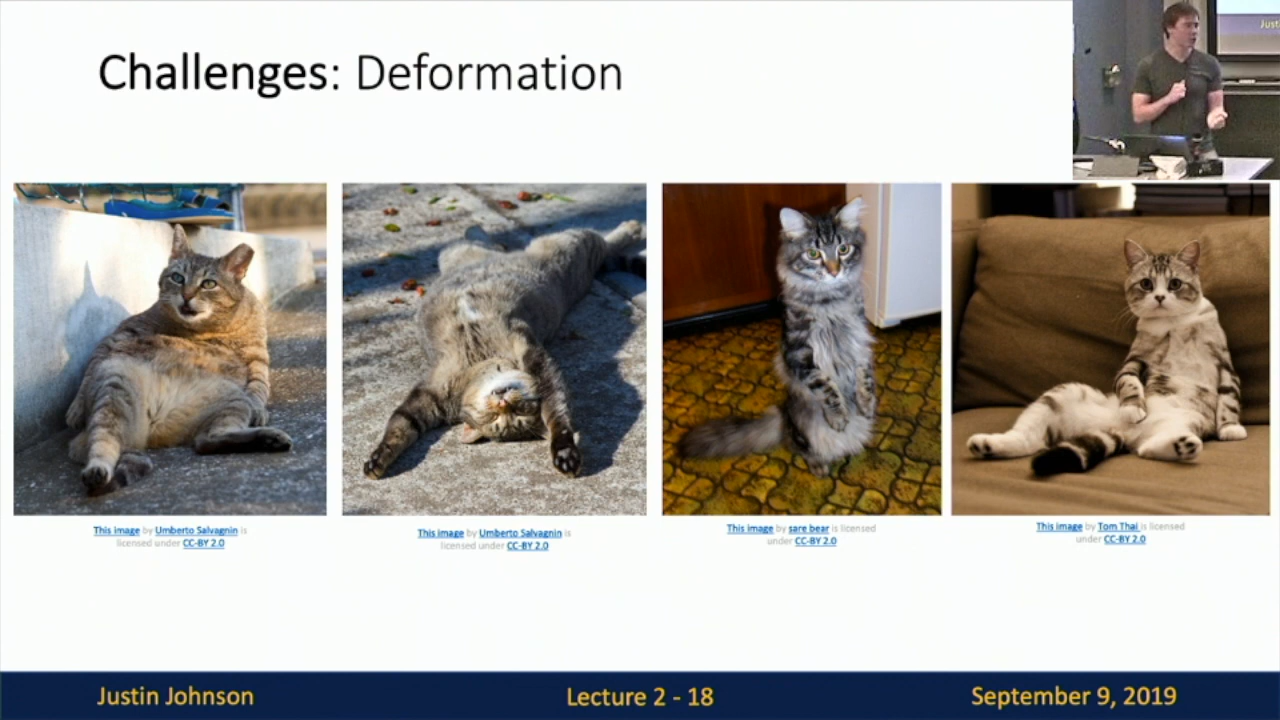 Challenges: Deformation
Just
This image by Umberto Salvagnin is
licensed under CC-BY 2.0
This image by Umberto Salvagnin is
licensed under CC-BY 2.0
This image by sare bear is licensed
under CC-BY 2.0
This image by Tom Thai is licensed
under CC-BY 2.0
Justin Johnson
Lecture 2 - 18
September 9, 2019